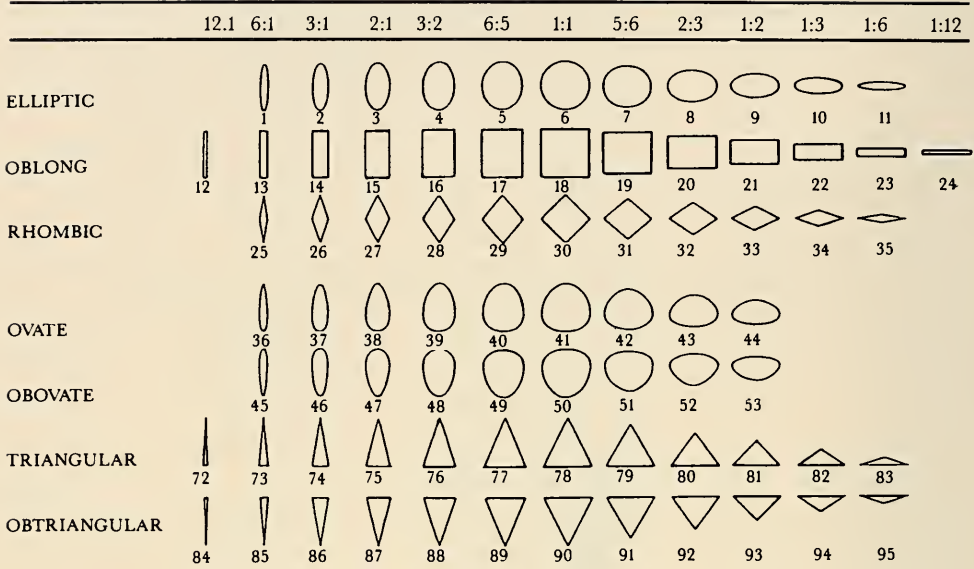 12.1 6:1 3:1 2:1 3:2 6:5 1:1 5:6 2:3 1:2 1:3 1:6 1:12
ELLIPTIC
1 2 3 4 5 6 7 8 9 10 11
OBLONG
12 13 14 15 16 17 18 19 20 21 22 23 24
RHOMBIC
25 26 27 28 29 30 31 32 33 34 35
OVATE
36 37 38 39 40 41 42 43 44
OBOVATE
45 46 47 48 49 50 51 52 53
TRIANGULAR
72 73 74 75 76 77 78 79 80 81 82 83
OBTRIANGULAR
84 85 86 87 88 89 90 91 92 93 94 95